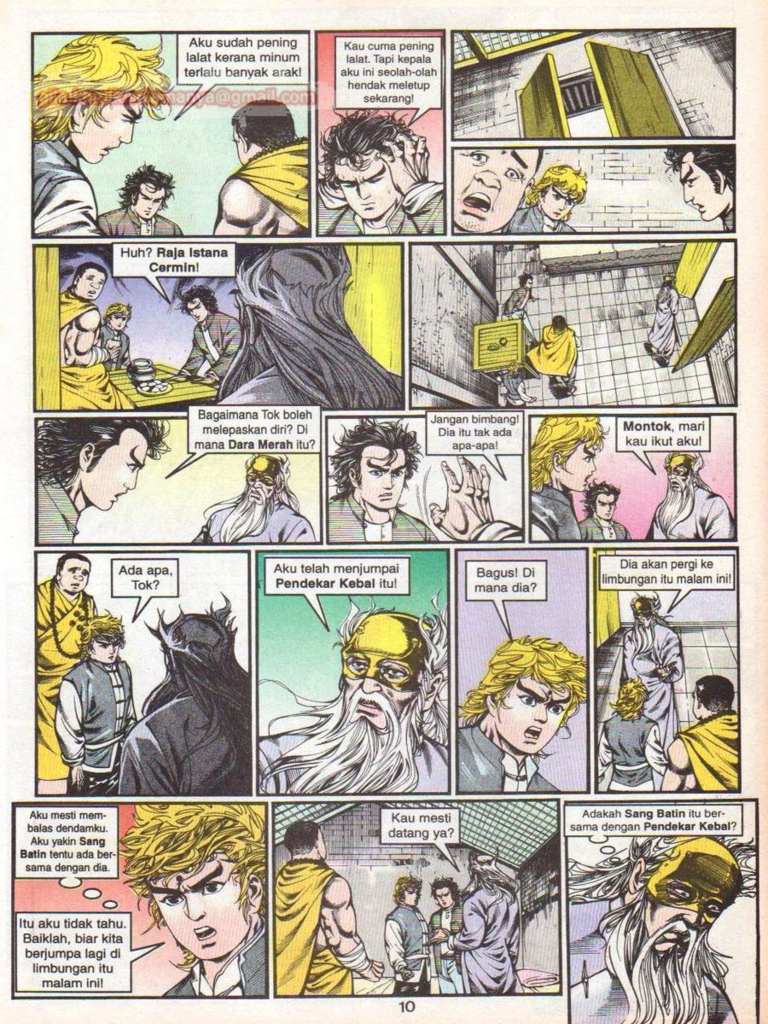 Aku sudah pening
lalat kerana minum
terlalu banyak arak!
Kau cuma pening
lalat. Tapi kepala
aku ini seolah-olah
hendak meletup
sekarang!
Huh? Raja Istana
Cermin!
Bagaimana Tok boleh
melepaskan diri? Di
mana Dara Merah itu?
Jangan bimbang!
Dia itu tak ada
apa-apa!
Montok, mari
kau ikut aku!
Ada apa,
Tok?
Aku telah menjumpai
Pendekar Kebal itu!
Bagus! Di
mana dia?
Dia akan pergi ke
limbungan itu malam ini!
Aku mesti mem-
balas dendamku.
Aku yakin Sang
Batin tentu ada ber-
sama dengan dia.
Itu aku tidak tahu.
Baiklah, biar kita
berjumpa lagi di
limbungan itu
malam ini!
Kau mesti
datang ya?
Adakah Sang Batin itu ber-
sama dengan Pendekar Kebal?
10